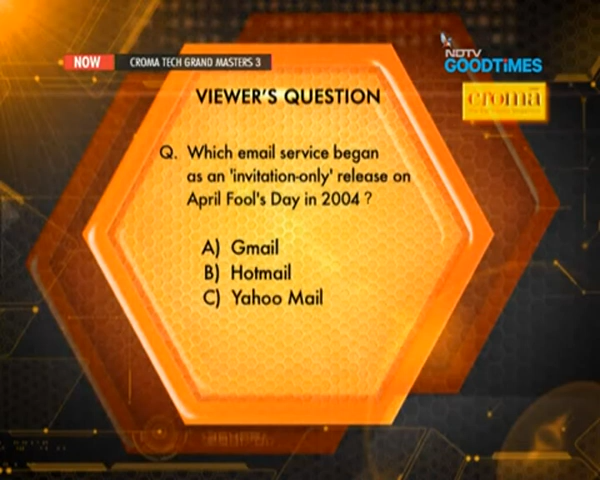 NOW CROMA TECH GRAND MASTERS 3
NDTV
GOODTiMES
croma
VIEWER'S QUESTION
Q. Which email service began
as an 'invitation-only' release on
April Fool's Day in 2004 ?
A) Gmail
B) Hotmail
C) Yahoo Mail